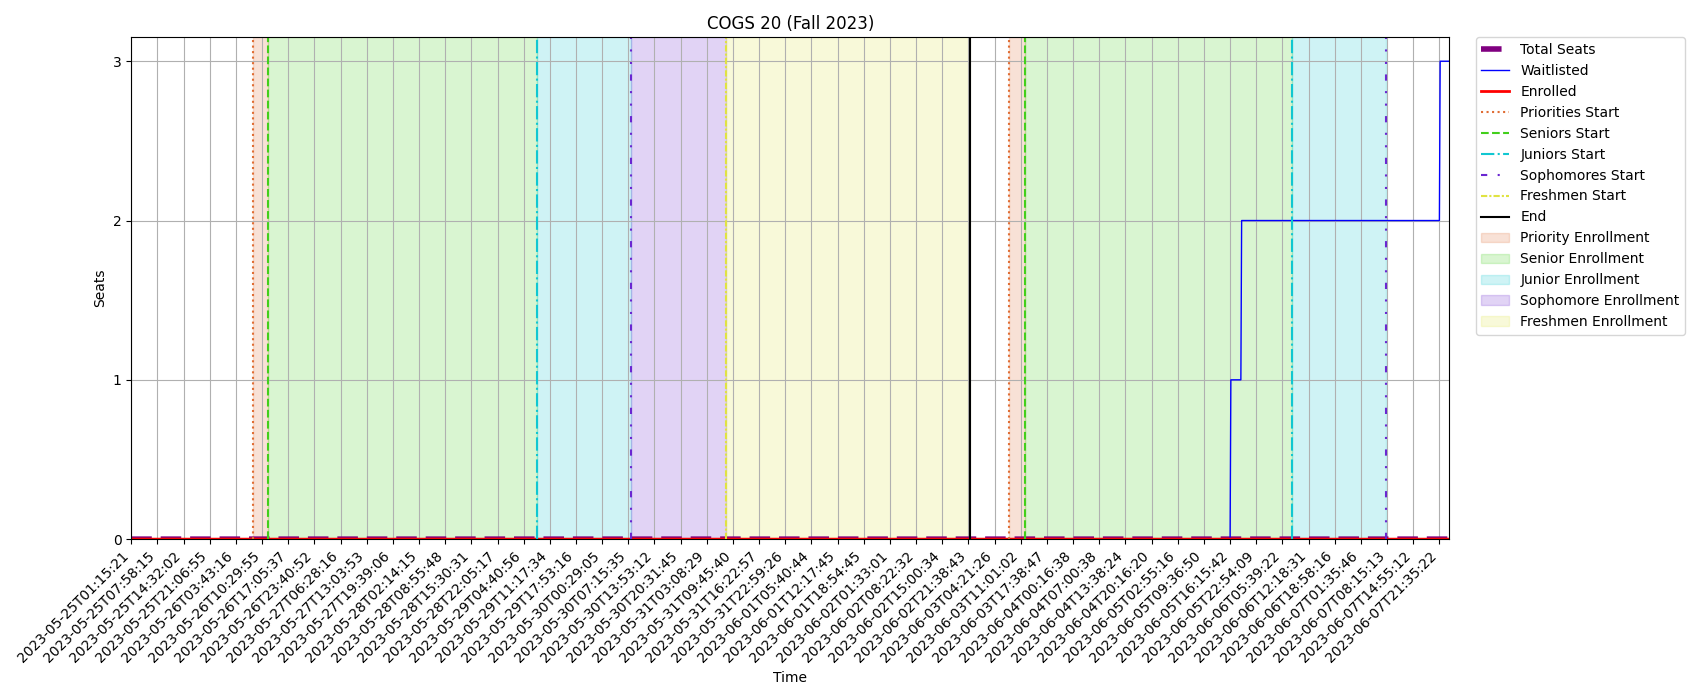 COGS 20 (Fall 2023)
Seats
3
2
1
0
2023-05-25T01:15:21
2023-05-25T07:58:15
2023-05-25T14:32:02
2023-05-25T21:06:55
2023-05-26T03:43:16
2023-05-26T10:29:55
2023-05-26T17:05:37
2023-05-26T23:40:52
2023-05-27T06:28:16
2023-05-27T13:03:53
2023-05-27T19:39:06
2023-05-28T02:14:15
2023-05-28T08:55:48
2023-05-28T15:30:31
2023-05-28T22:05:17
2023-05-29T04:40:56
2023-05-29T11:17:34
2023-05-29T17:53:16
2023-05-30T00:29:05
2023-05-30T07:15:35
2023-05-30T13:53:12
2023-05-30T20:31:45
2023-05-31T03:08:29
2023-05-31T09:45:40
2023-05-31T16:22:57
2023-05-31T22:59:26
2023-06-01T05:40:44
2023-06-01T12:17:45
2023-06-01T18:54:45
2023-06-02T01:33:01
2023-06-02T08:22:32
2023-06-02T15:00:34
2023-06-02T21:38:43
2023-06-03T04:21:26
2023-06-03T11:01:02
2023-06-03T17:38:47
2023-06-04T00:16:38
2023-06-04T07:00:38
2023-06-04T13:38:24
2023-06-04T20:16:20
2023-06-05T02:55:16
2023-06-05T09:36:50
2023-06-05T16:15:42
2023-06-05T22:54:09
2023-06-06T05:39:22
2023-06-06T12:18:31
2023-06-06T18:58:16
2023-06-07T01:35:46
2023-06-07T08:15:13
2023-06-07T14:55:12
2023-06-07T21:35:22
Time
Total Seats
Waitlisted
Enrolled
Priorities Start
Seniors Start
Juniors Start
Sophomores Start
Freshmen Start
End
Priority Enrollment
Senior Enrollment
Junior Enrollment
Sophomore Enrollment
Freshmen Enrollment